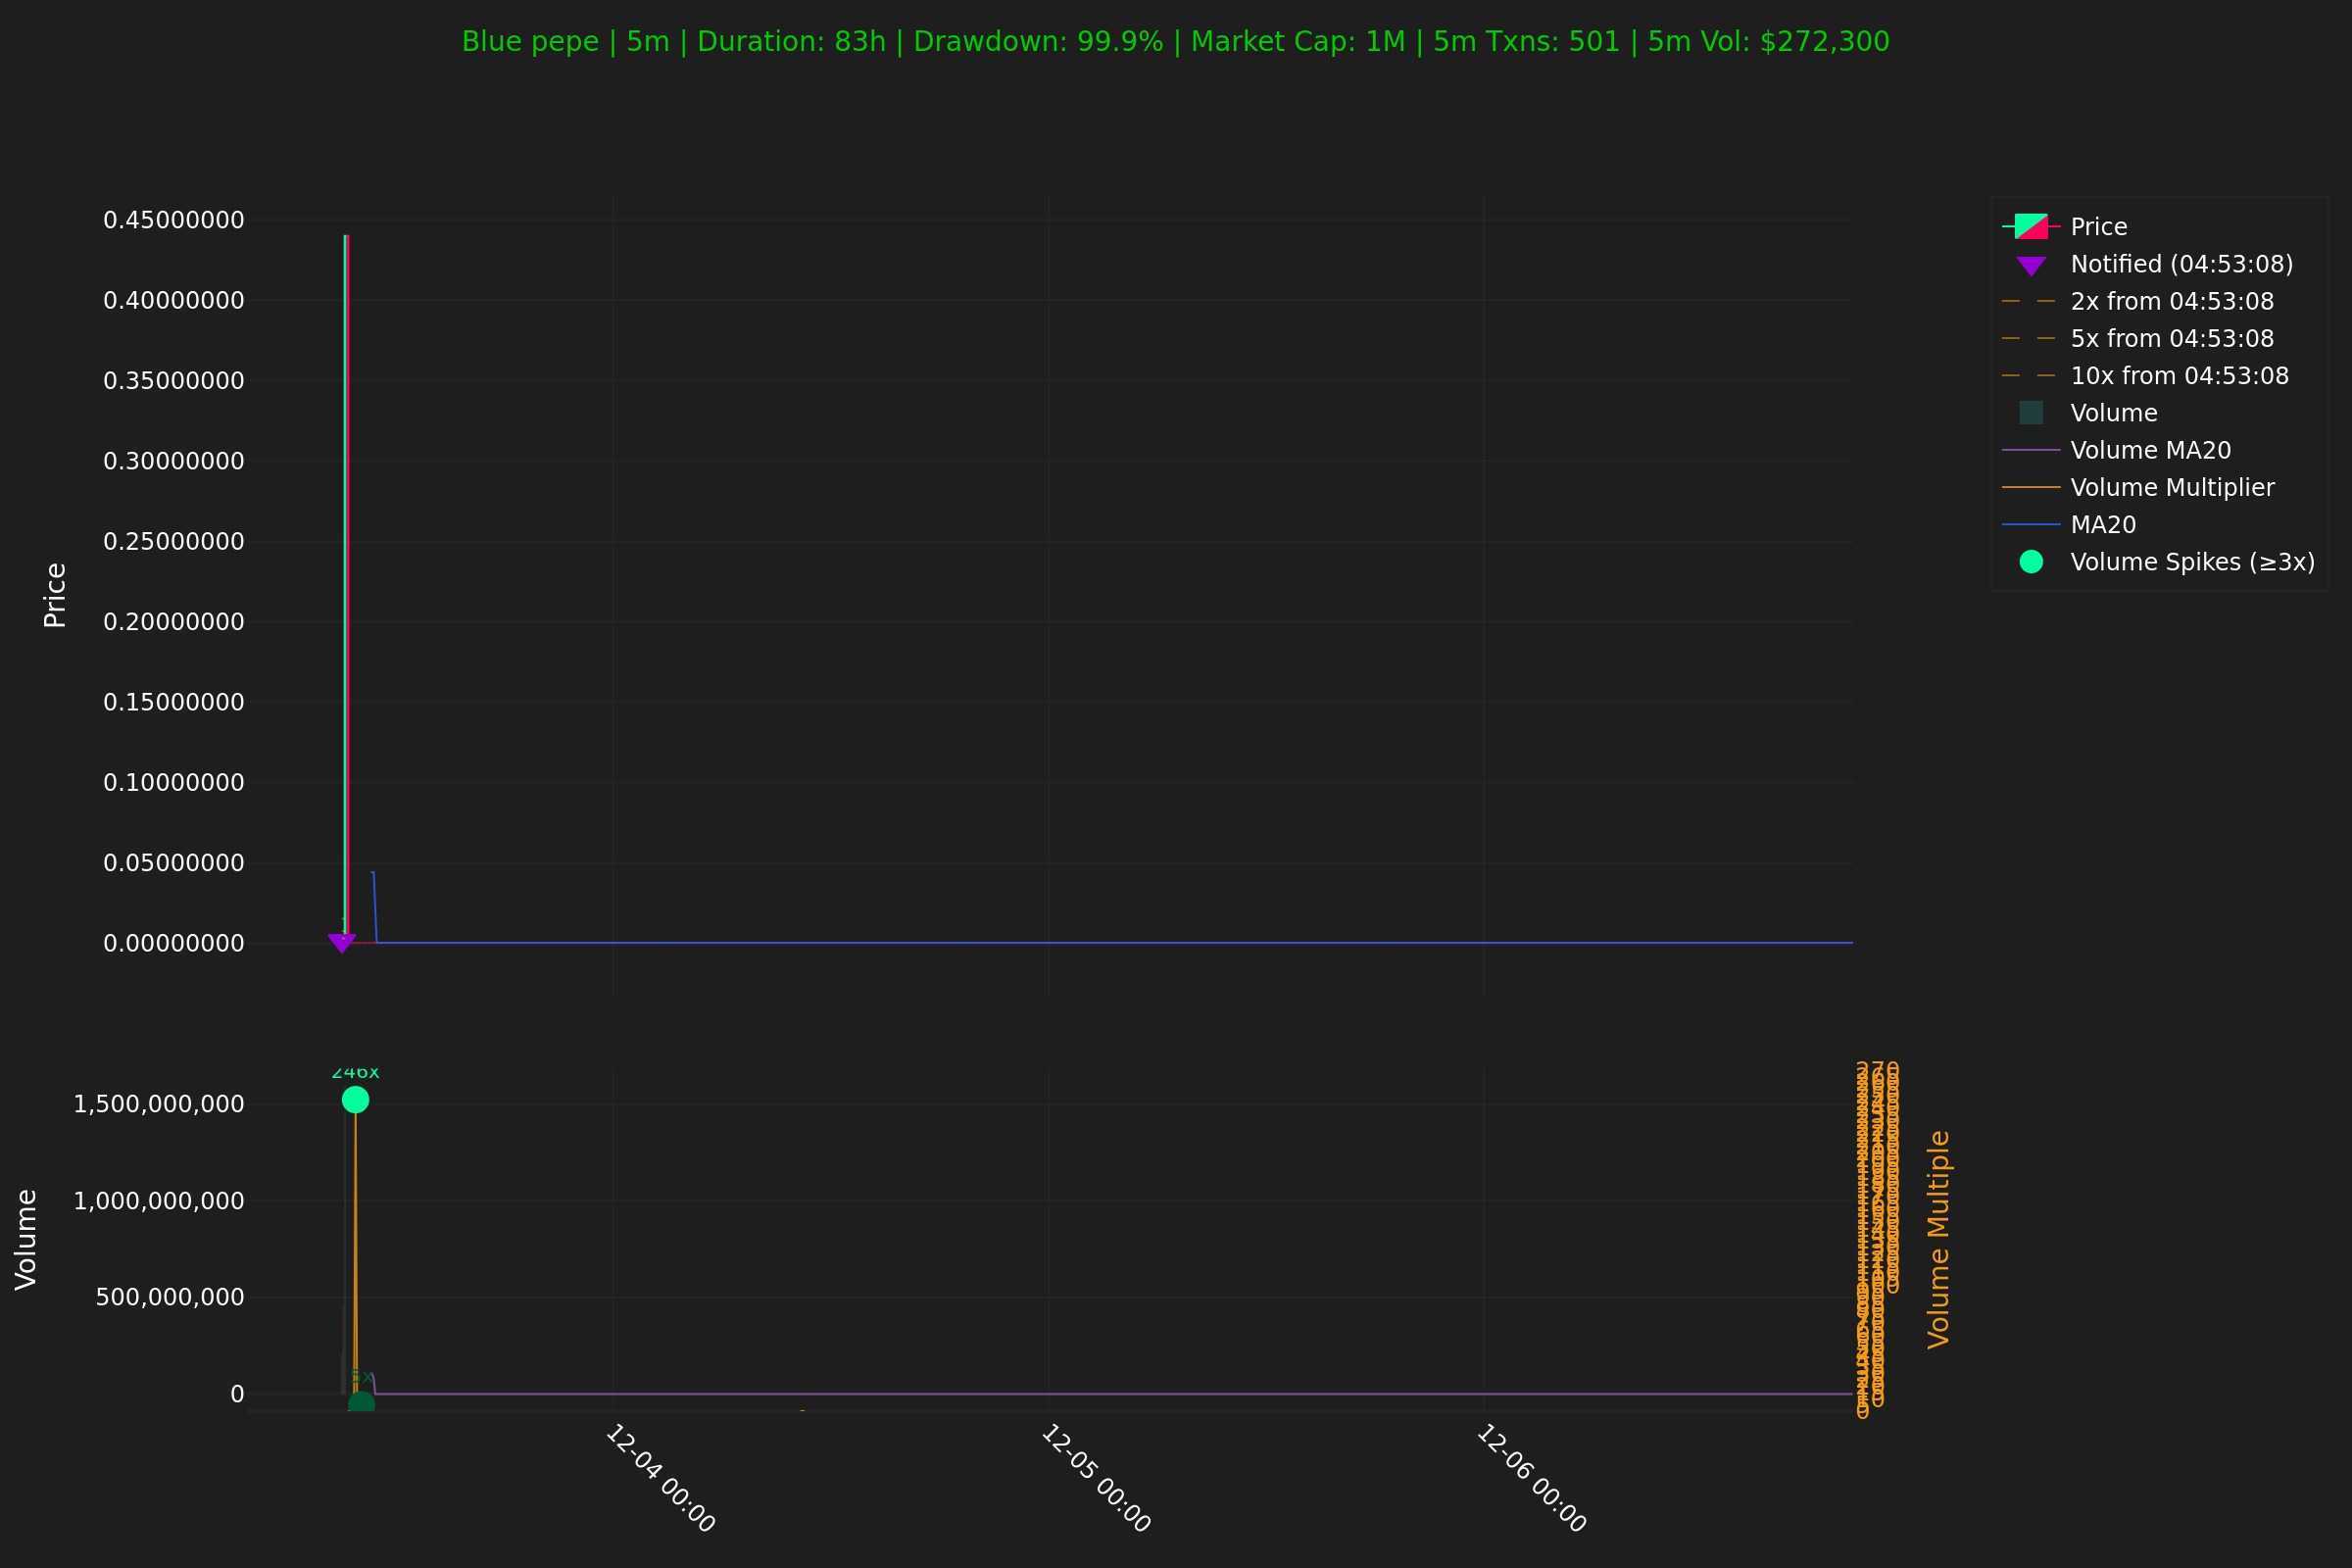 Blue pepe | 5m | Duration: 83h | Drawdown: 99.9% | Market Cap: 1M | 5m Txns: 501 | 5m Vol: $272,300
Price
0.45000000
0.40000000
0.35000000
0.30000000
0.25000000
0.20000000
0.15000000
0.10000000
0.05000000
0.00000000
Price
Notified (04:53:08)
2x from 04:53:08
5x from 04:53:08
10x from 04:53:08
Volume
Volume MA20
Volume Multiplier
MA20
Volume Spikes (≥3x)
Volume
1,500,000,000
1,000,000,000
500,000,000
0
246x
270
0
Volume Multiple
12-04 00:00
12-05 00:00
12-06 00:00